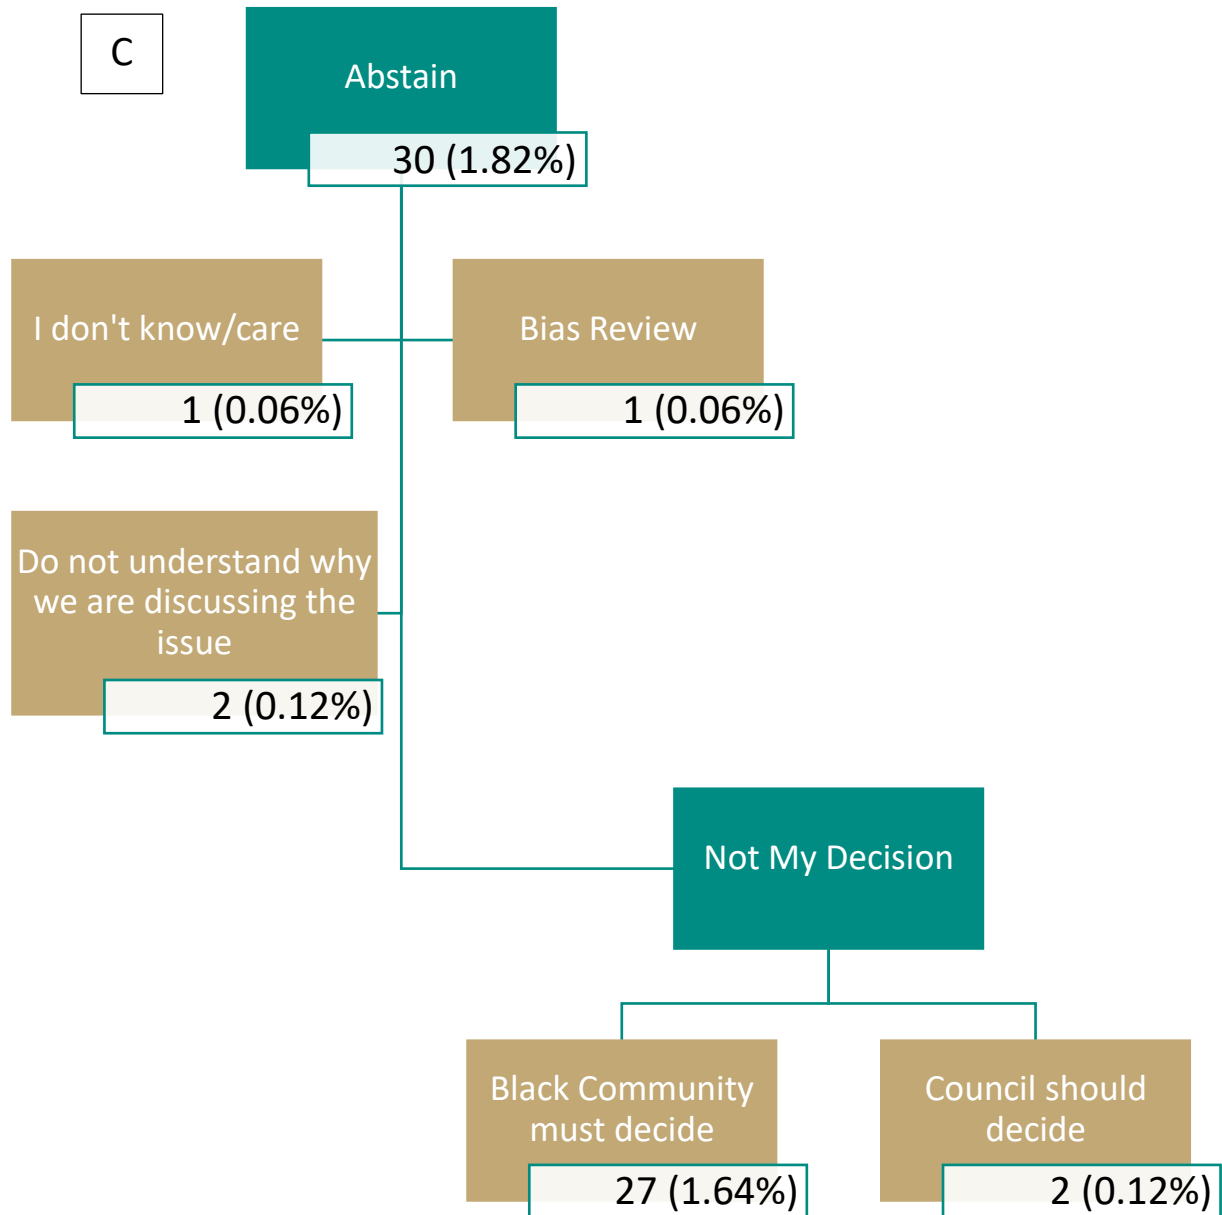 C
Abstain
30 (1.82%)
I don't know/care
1 (0.06%)
Bias Review
1 (0.06%)
Do not understand why
we are discussing the
issue
2 (0.12%)
Not My Decision
Black Community
must decide
27 (1.64%)
Council should
decide
2 (0.12%)